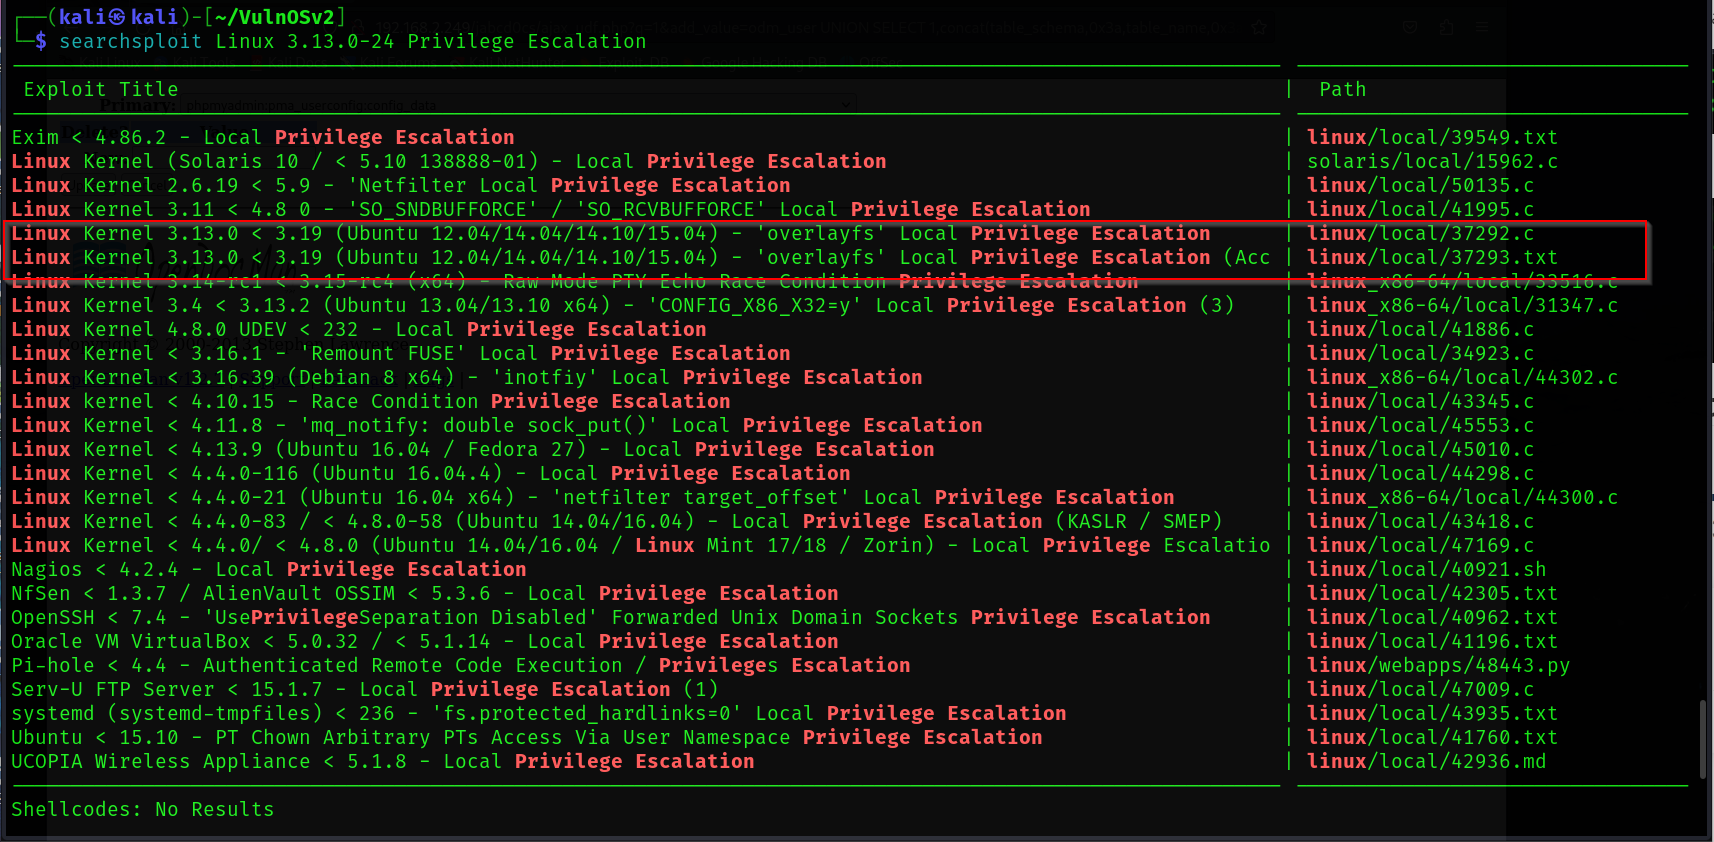 ┌──(kali㉿kali)-[~/VulnOSv2]
└─$ searchsploit Linux 3.13.0-24 Privilege Escalation
Exploit Title | Path
Primary: phpmyadmin:pma_userconfig:config_data
Exim < 4.86.2 - Local Privilege Escalation | linux/local/39549.txt
Linux Kernel (Solaris 10 / < 5.10 138888-01) - Local Privilege Escalation | solaris/local/15962.c
Linux Kernel 2.6.19 < 5.9 - 'Netfilter Local Privilege Escalation | linux/local/50135.c
Linux Kernel 3.11 < 4.8 0 - 'SO_SNDBUFFORCE' / 'SO_RCVBUFFORCE' Local Privilege Escalation | linux/local/41995.c
Linux Kernel 3.13.0 < 3.19 (Ubuntu 12.04/14.04/14.10/15.04) - 'overlayfs' Local Privilege Escalation | linux/local/37292.c
Linux Kernel 3.13.0 < 3.19 (Ubuntu 12.04/14.04/14.10/15.04) - 'overlayfs' Local Privilege Escalation (Acc | linux/local/37293.txt
Linux Kernel 3.14-rc1 < 3.15-rc4 (x64) - Raw Mode PTY Echo Race Condition Privilege Escalation | linux_x86-64/local/33516.c
Linux Kernel 3.4 < 3.13.2 (Ubuntu 13.04/13.10 x64) - 'CONFIG_X86_X32=y' Local Privilege Escalation (3) | linux_x86-64/local/31347.c
Linux Kernel 4.8.0 UDEV < 232 - Local Privilege Escalation | linux/local/41886.c
Linux Kernel < 3.16.1 - 'Remount FUSE' Local Privilege Escalation | linux/local/34923.c
Linux Kernel < 3.16.39 (Debian 8 x64) - 'inotfiy' Local Privilege Escalation | linux_x86-64/local/44302.c
Linux kernel < 4.10.15 - Race Condition Privilege Escalation | linux/local/43345.c
Linux Kernel < 4.11.8 - 'mq_notify: double sock_put()' Local Privilege Escalation | linux/local/45553.c
Linux Kernel < 4.13.9 (Ubuntu 16.04 / Fedora 27) - Local Privilege Escalation | linux/local/45010.c
Linux Kernel < 4.4.0-116 (Ubuntu 16.04.4) - Local Privilege Escalation | linux/local/44298.c
Linux Kernel < 4.4.0-21 (Ubuntu 16.04 x64) - 'netfilter target_offset' Local Privilege Escalation | linux_x86-64/local/44300.c
Linux Kernel < 4.4.0-83 / < 4.8.0-58 (Ubuntu 14.04/16.04) - Local Privilege Escalation (KASLR / SMEP) | linux/local/43418.c
Linux Kernel < 4.4.0/ < 4.8.0 (Ubuntu 14.04/16.04 / Linux Mint 17/18 / Zorin) - Local Privilege Escalatio | linux/local/47169.c
Nagios < 4.2.4 - Local Privilege Escalation | linux/local/40921.sh
NfSen < 1.3.7 / AlienVault OSSIM < 5.3.6 - Local Privilege Escalation | linux/local/42305.txt
OpenSSH < 7.4 - 'UsePrivilegeSeparation Disabled' Forwarded Unix Domain Sockets Privilege Escalation | linux/local/40962.txt
Oracle VM VirtualBox < 5.0.32 / < 5.1.14 - Local Privilege Escalation | linux/local/41196.txt
Pi-hole < 4.4 - Authenticated Remote Code Execution / Privileges Escalation | linux/webapps/48443.py
Serv-U FTP Server < 15.1.7 - Local Privilege Escalation (1) | linux/local/47009.c
systemd (systemd-tmpfiles) < 236 - 'fs.protected_hardlinks=0' Local Privilege Escalation | linux/local/43935.txt
Ubuntu < 15.10 - PT Chown Arbitrary PTs Access Via User Namespace Privilege Escalation | linux/local/41760.txt
UCOPIA Wireless Appliance < 5.1.8 - Local Privilege Escalation | linux/local/42936.md
Shellcodes: No Results